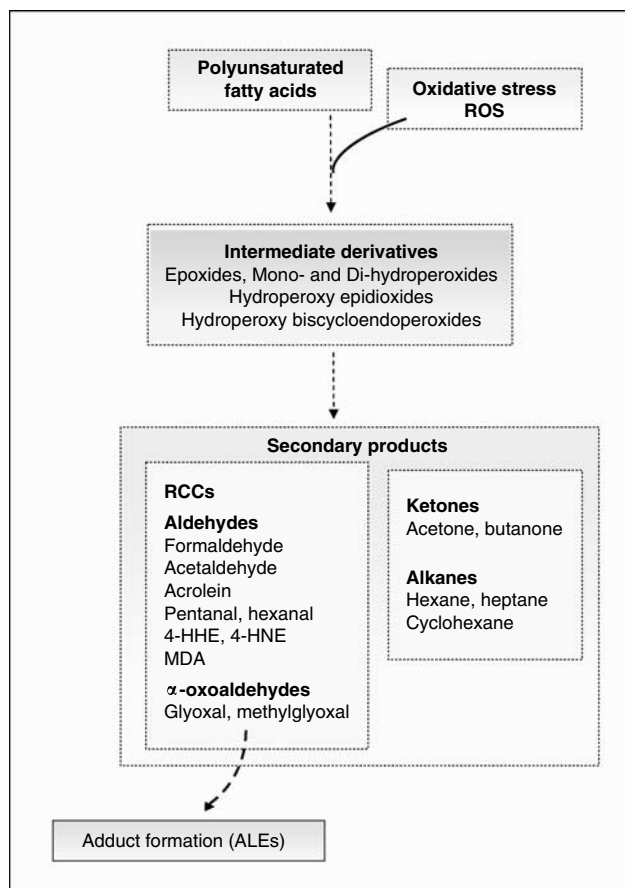 Polyunsaturated
fatty acids
Oxidative stress
ROS
Intermediate derivatives
Epoxides, Mono- and Di-hydroperoxides
Hydroperoxy epidioxides
Hydroperoxy biscycloendoperoxides
Secondary products
RCCs
Aldehydes
Formaldehyde
Acetaldehyde
Acrolein
Pentanal, hexanal
4-HHE, 4-HNE
MDA
α-oxoaldehydes
Glyoxal, methylglyoxal
Ketones
Acetone, butanone
Alkanes
Hexane, heptane
Cyclohexane
Adduct formation (ALEs)